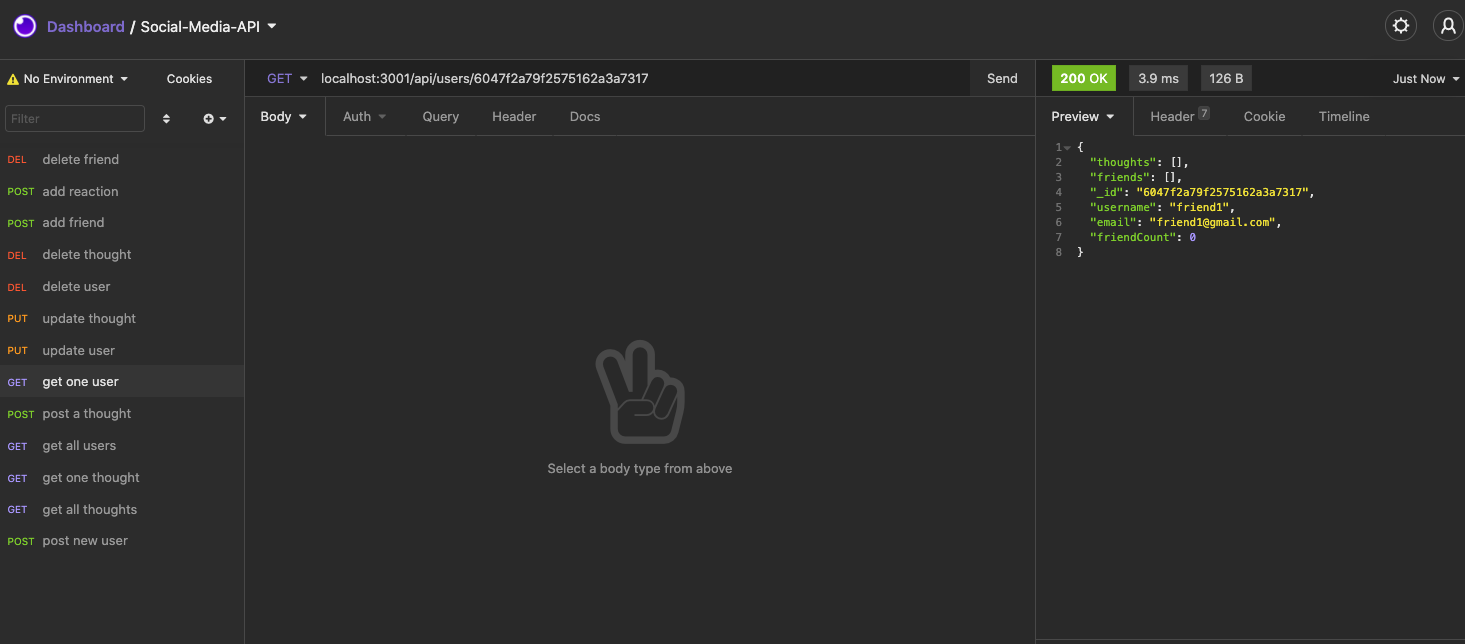 Dashboard / Social-Media-API
No Environment Cookies
Filter
DEL delete friend
POST add reaction
POST add friend
DEL delete thought
DEL delete user
PUT update thought
PUT update user
GET get one user
POST post a thought
GET get all users
GET get one thought
GET get all thoughts
POST post new user
GET localhost:3001/api/users/6047f2a79f2575162a3a7317 Send
Body Auth Query Header Docs
Select a body type from above
200 OK 3.9 ms 126 B Just Now
Preview Header 7 Cookie Timeline
1 {
2 "thoughts": [],
3 "friends": [],
4 "_id": "6047f2a79f2575162a3a7317",
5 "username": "friend1",
6 "email": "friend1@gmail.com",
7 "friendCount": 0
8 }